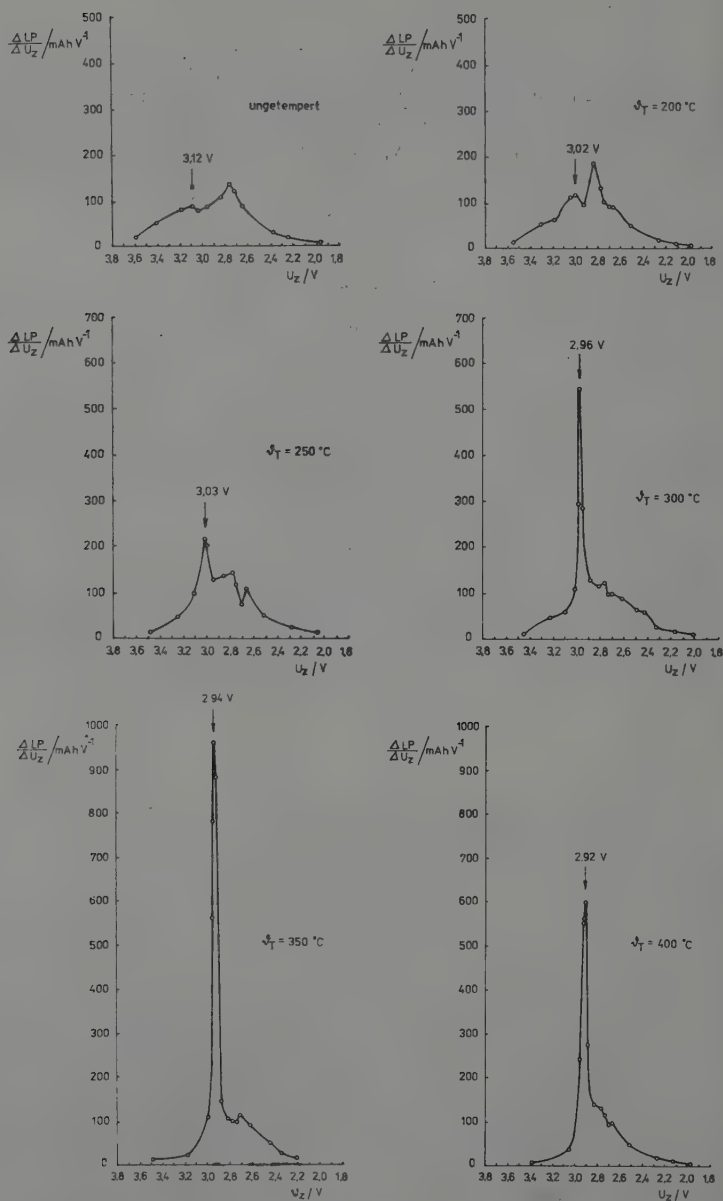 ΔLP/ΔU_Z /mAh V⁻¹
500
400
300
200
100
0
ungetempert
3,12 V
3,8 3,6 3,4 3,2 3,0 2,8 2,6 2,4 2,2 2,0 1,8
U_Z / V
ΔLP/ΔU_Z /mAh V⁻¹
500
400
300
200
100
0
ϑ_T = 200 °C
3,02 V
3,8 3,6 3,4 3,2 3,0 2,8 2,6 2,4 2,2 2,0 1,8
U_Z / V
ΔLP/ΔU_Z /mAh V⁻¹
700
600
500
400
300
200
100
0
ϑ_T = 250 °C
3,03 V
3,8 3,6 3,4 3,2 3,0 2,8 2,6 2,4 2,2 2,0 1,8
U_Z / V
ΔLP/ΔU_Z /mAh V⁻¹
700
600
500
400
300
200
100
0
2,96 V
ϑ_T = 300 °C
3,8 3,6 3,4 3,2 3,0 2,8 2,6 2,4 2,2 2,0 1,8
U_Z / V
2.94 V
ΔLP/ΔU_Z /mAh V⁻¹
1000
900
800
700
600
500
400
300
200
100
0
ϑ_T = 350 °C
3,8 3,6 3,4 3,2 3,0 2,8 2,6 2,4 2,2 2,0 1,8
U_Z / V
ΔLP/ΔU_Z /mAh V⁻¹
1000
900
800
700
600
500
400
300
200
100
0
2.92 V
ϑ_T = 400 °C
3,8 3,6 3,4 3,2 3,0 2,8 2,6 2,4 2,2 2,0 1,8
U_Z / V